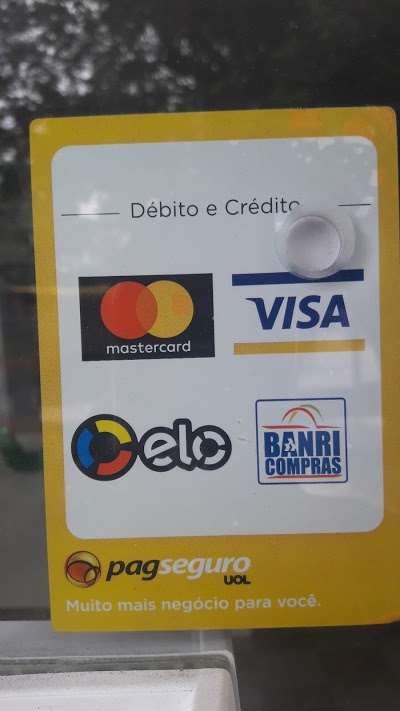 Débito e Crédito
mastercard
VISA
elo
BANRI
COMPRAS
pagseguro
UOL
Muito mais negócio para você.